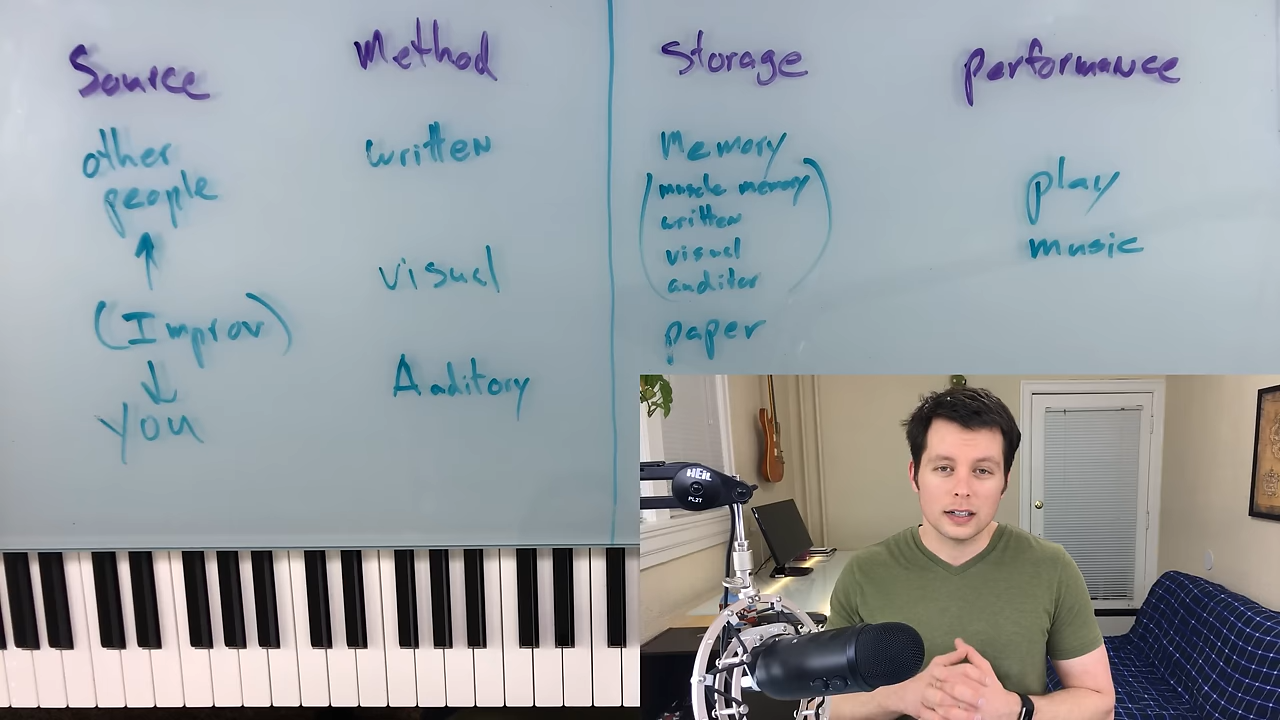 Source
other
people
(Improv)
you
Method
written
visual
Auditory
Storage
Memory
(muscle memory
written
visual
auditor)
paper
performance
play
music
HEIL
PL2T